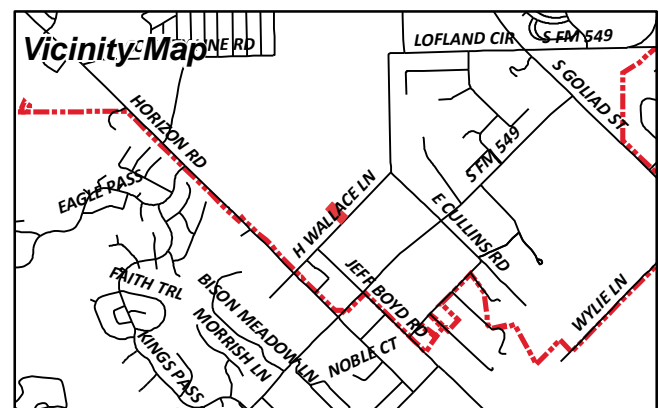 Vicinity Map
LOFLAND CIR
S FM 549
S GOLIAD ST
HORIZON RD
S FM 549
EAGLE PASS
H WALLACE LN
E CULLINS RD
JEFF BOYD RD
FAITH TRL
BISON MEADOW LN
WYLIE LN
MORRISH LN
NOBLE CT
KINGS PASS